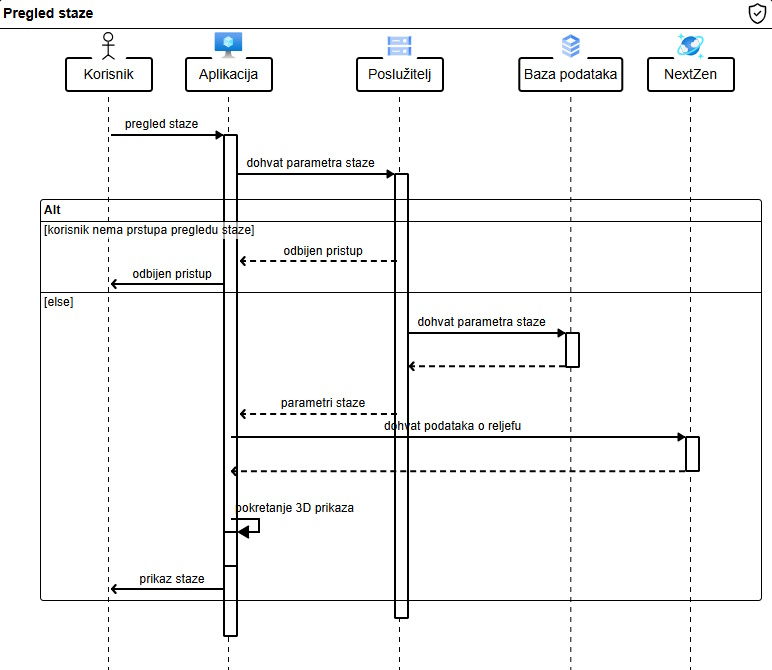 Pregled staze
Korisnik
Aplikacija
Poslužitelj
Baza podataka
NextZen
pregled staze
dohvat parametra staze
Alt
[korisnik nema prstupa pregledu staze]
odbijen pristup
odbijen pristup
[else]
dohvat parametra staze
parametri staze
dohvat podataka o reljefu
pokretanje 3D prikaza
prikaz staze